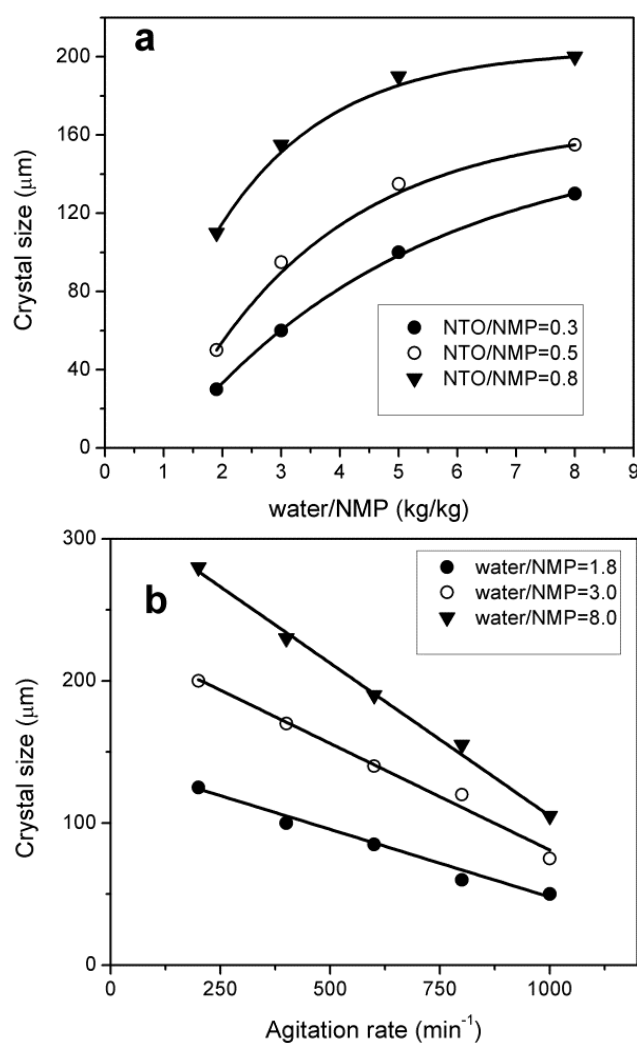 a
200
160
120
80
40
0
Crystal size (μm)
NTO/NMP=0.3
NTO/NMP=0.5
NTO/NMP=0.8
0 1 2 3 4 5 6 7 8 9
water/NMP (kg/kg)
300
200
100
0
Crystal size (μm)
b
water/NMP=1.8
water/NMP=3.0
water/NMP=8.0
0 250 500 750 1000
Agitation rate (min⁻¹)